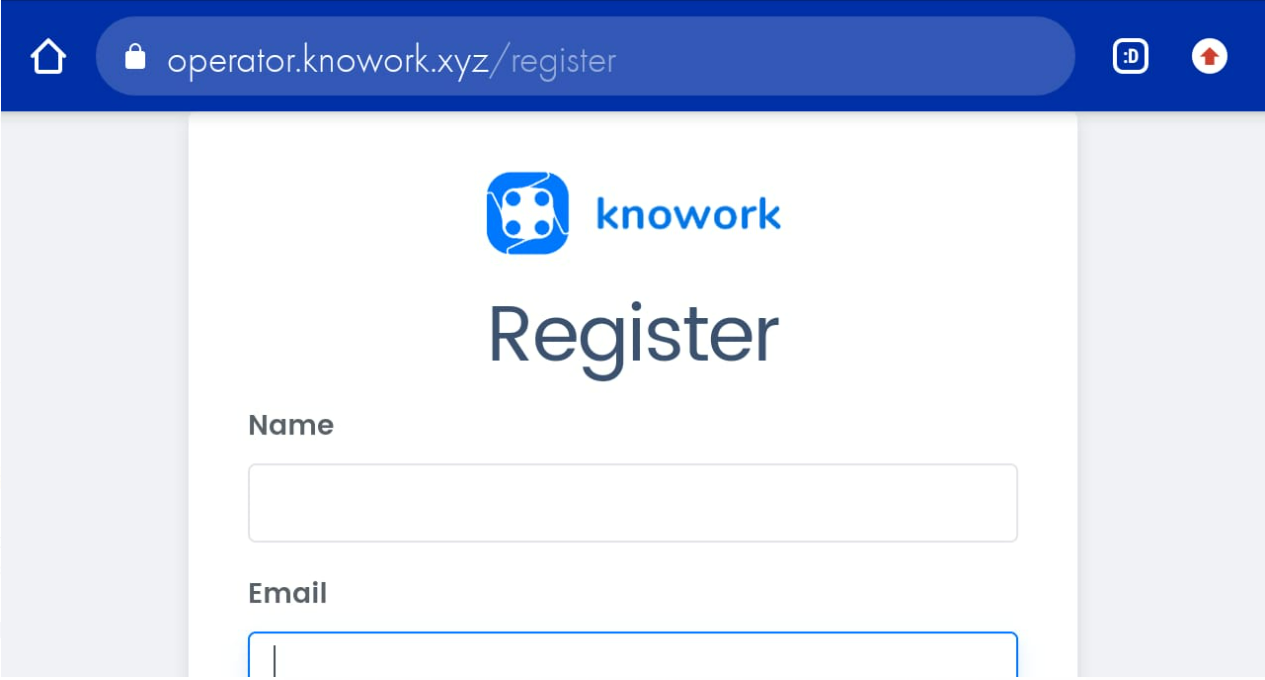 operator.knowork.xyz/register :D
knowork
Register
Name
Email